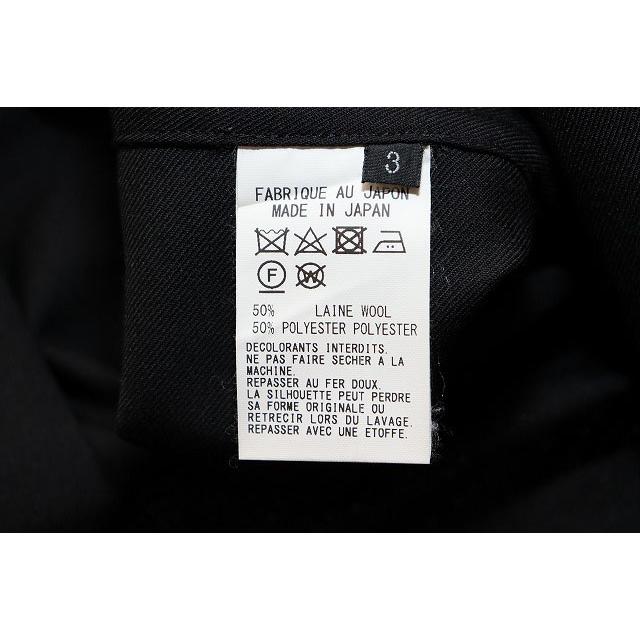 3
FABRIQUE AU JAPON
MADE IN JAPAN
F W
50% LAINE WOOL
50% POLYESTER POLYESTER
DECOLORANTS INTERDITS.
NE PAS FAIRE SECHER A LA
MACHINE.
REPASSER AU FER DOUX.
LA SILHOUETTE PEUT PERDRE
SA FORME ORIGINALE OU
RETRECIR LORS DU LAVAGE.
REPASSER AVEC UNE ETOFFE.